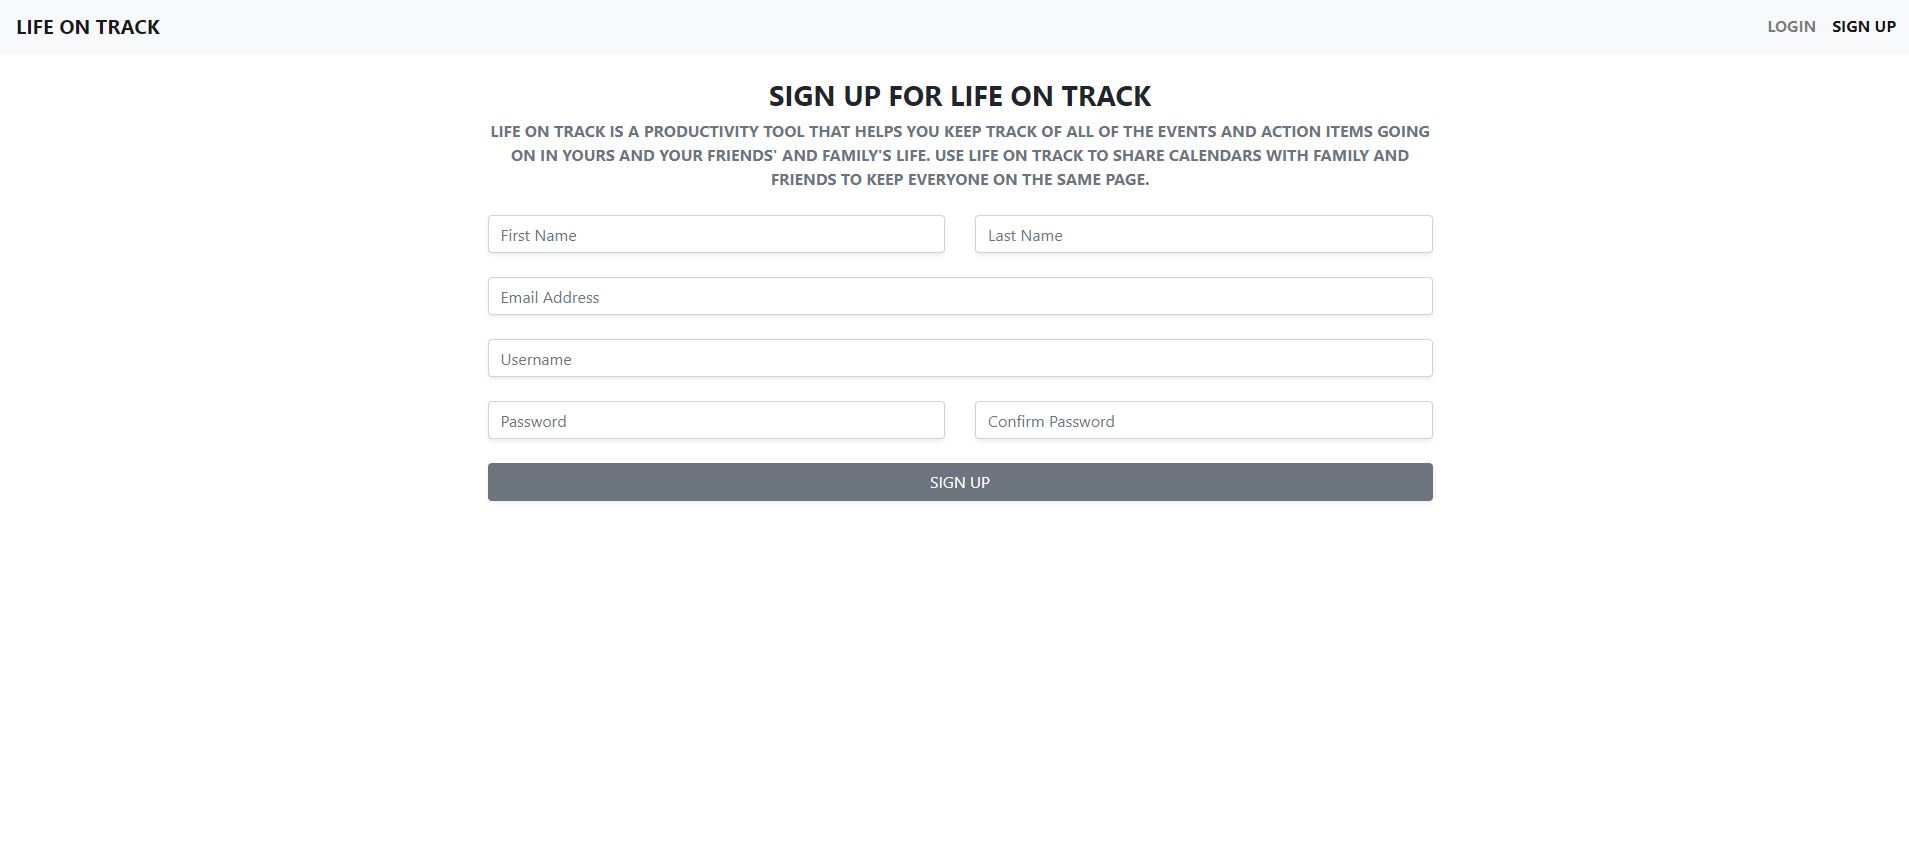 LIFE ON TRACK
LOGIN SIGN UP
SIGN UP FOR LIFE ON TRACK
LIFE ON TRACK IS A PRODUCTIVITY TOOL THAT HELPS YOU KEEP TRACK OF ALL OF THE EVENTS AND ACTION ITEMS GOING
ON IN YOURS AND YOUR FRIENDS' AND FAMILY'S LIFE. USE LIFE ON TRACK TO SHARE CALENDARS WITH FAMILY AND
FRIENDS TO KEEP EVERYONE ON THE SAME PAGE.
First Name
Last Name
Email Address
Username
Password
Confirm Password
SIGN UP